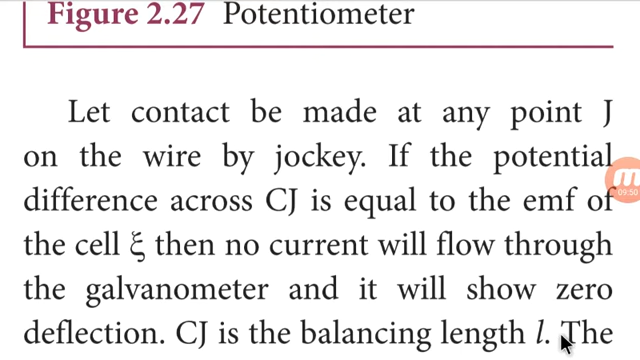 Figure 2.27 Potentiometer
Let contact be made at any point J
on the wire by jockey. If the potential
difference across CJ is equal to the emf of
the cell ξ then no current will flow through
the galvanometer and it will show zero
deflection. CJ is the balancing length l. The
09:50